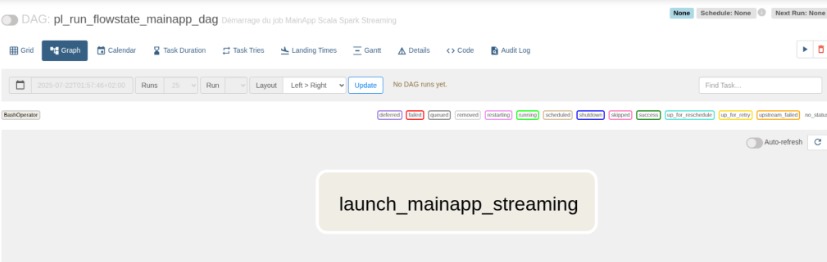 DAG: pl_run_flowstate_mainapp_dag Démarrage du job MainApp Scala Spark Streaming
None Schedule: None Next Run: None
Grid Graph Calendar Task Duration Task Tries Landing Times Gantt Details <> Code Audit Log
2025-07-22T01:57:46+02:00 Runs 25 Run Layout Left > Right Update No DAG runs yet. Find Task...
BashOperator deferred failed queued removed restarting running scheduled shutdown skipped success up_for_reschedule up_for_retry upstream_failed no_status
Auto-refresh
launch_mainapp_streaming